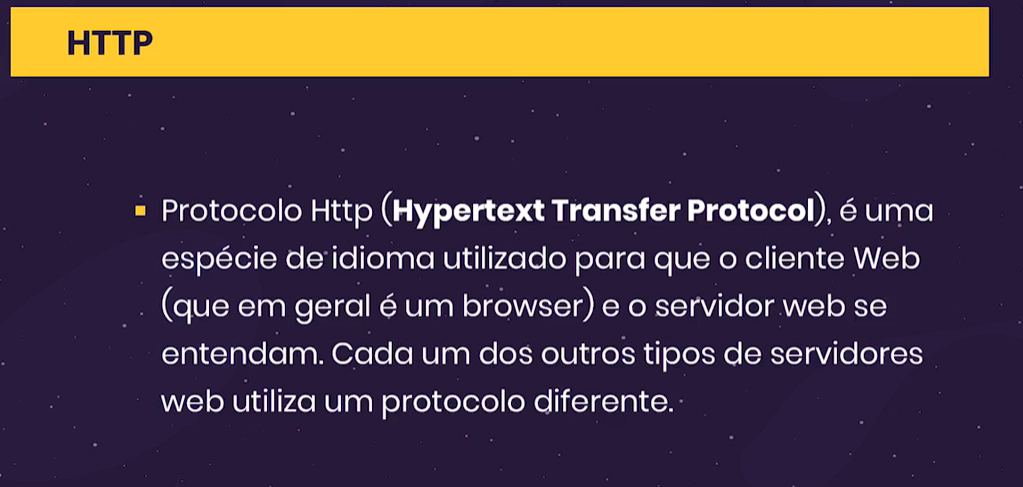 HTTP
Protocolo Http (Hypertext Transfer Protocol), é uma
espécie de idioma utilizado para que o cliente Web
(que em geral é um browser) e o servidor web se
entendam. Cada um dos outros tipos de servidores
web utiliza um protocolo diferente.